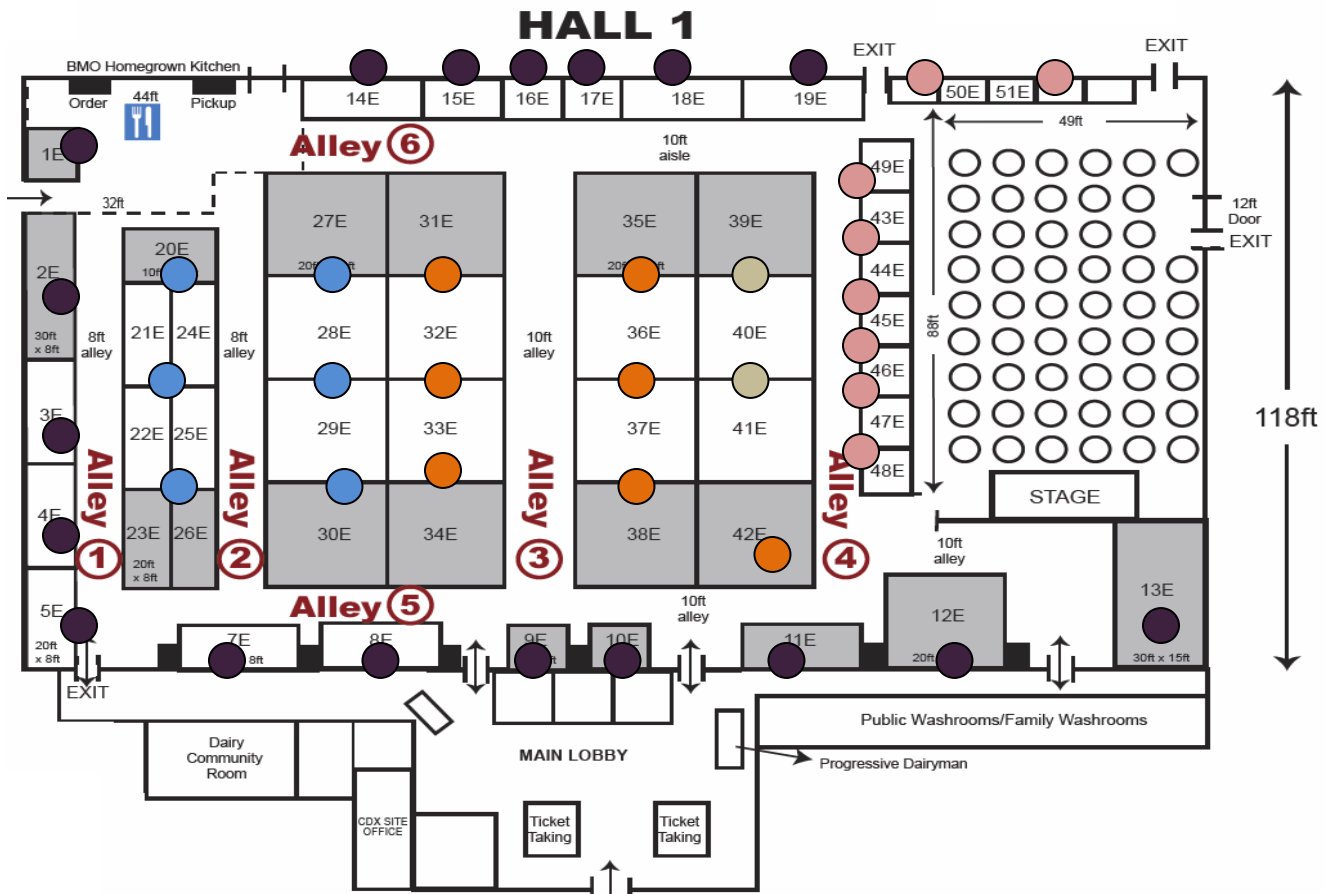 HALL 1
EXIT
EXIT
BMO Homegrown Kitchen
Order
44ft
Pickup
14E
15E
16E
17E
18E
19E
50E
51E
49ft
1E
Alley 6
10ft
aisle
32ft
12ft
Door
EXIT
2E
30ft
x 8ft
3E
4E
5E
20ft
x 8ft
EXIT
8ft
alley
Alley
1
20E
21E
24E
22E
25E
23E
26E
20ft
x 8ft
8ft
alley
Alley
2
27E
31E
28E
32E
29E
33E
30E
34E
10ft
alley
Alley
3
35E
39E
36E
40E
37E
41E
38E
42E
Alley
4
49E
43E
44E
45E
46E
47E
48E
88ft
STAGE
118ft
10ft
alley
Alley 5
10ft
alley
7E
8ft
8E
9E
10E
11E
12E
20ft
13E
30ft x 15ft
Dairy
Community
Room
CDX SITE
OFFICE
MAIN LOBBY
Ticket
Taking
Ticket
Taking
Public Washrooms/Family Washrooms
Progressive Dairyman